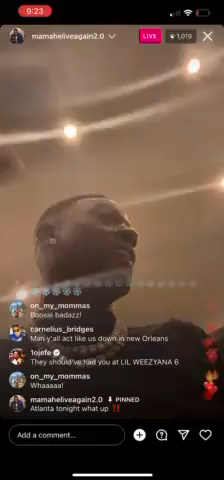 9:23
mamaheliveagain2.0
LIVE
1,019
on_my_mommas
Boosie badazz!
carnelius_bridges
Man y'all act like us down in new Orleans
1ojefe
They should've had you at LIL WEEZYANA 6
on_my_mommas
Whaaaaa!
mamaheliveagain2.0 PINNED
Atlanta tonight what up ‼️
Add a comment...